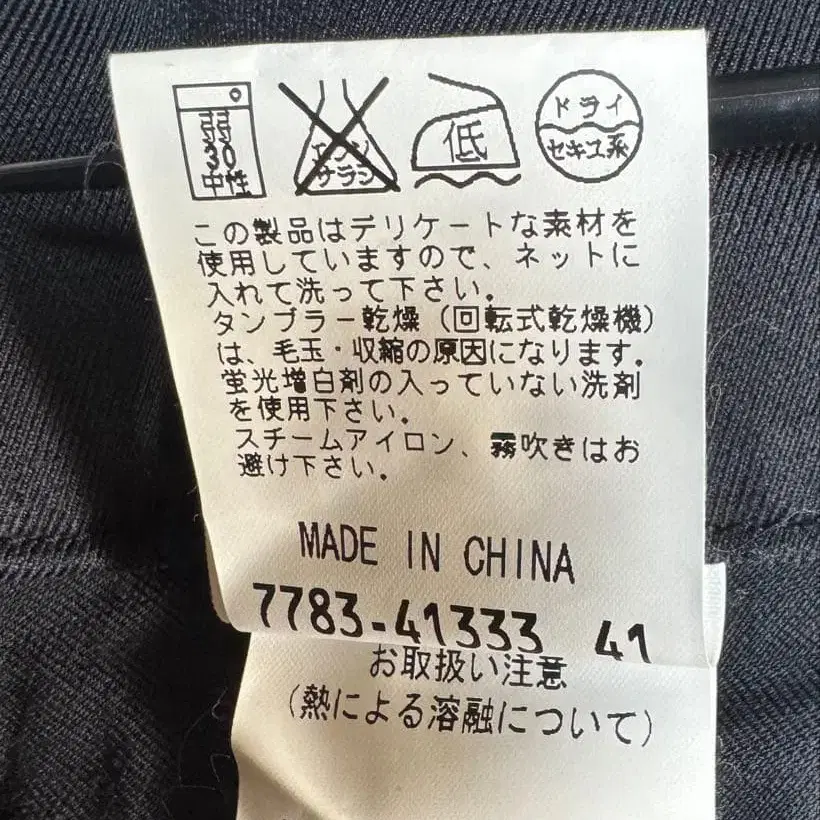 弱
30
中性
エンソ
サラシ
低
ドライ
セキユ系
この製品はデリケートな素材を
使用していますので、ネットに
入れて洗って下さい。
タンブラー乾燥（回転式乾燥機）
は、毛玉・収縮の原因になります。
蛍光増白剤の入っていない洗剤
を使用下さい。
スチームアイロン、霧吹きはお
避け下さい。
MADE IN CHINA
7783-41333 41
お取扱い注意
（熱による溶融について）